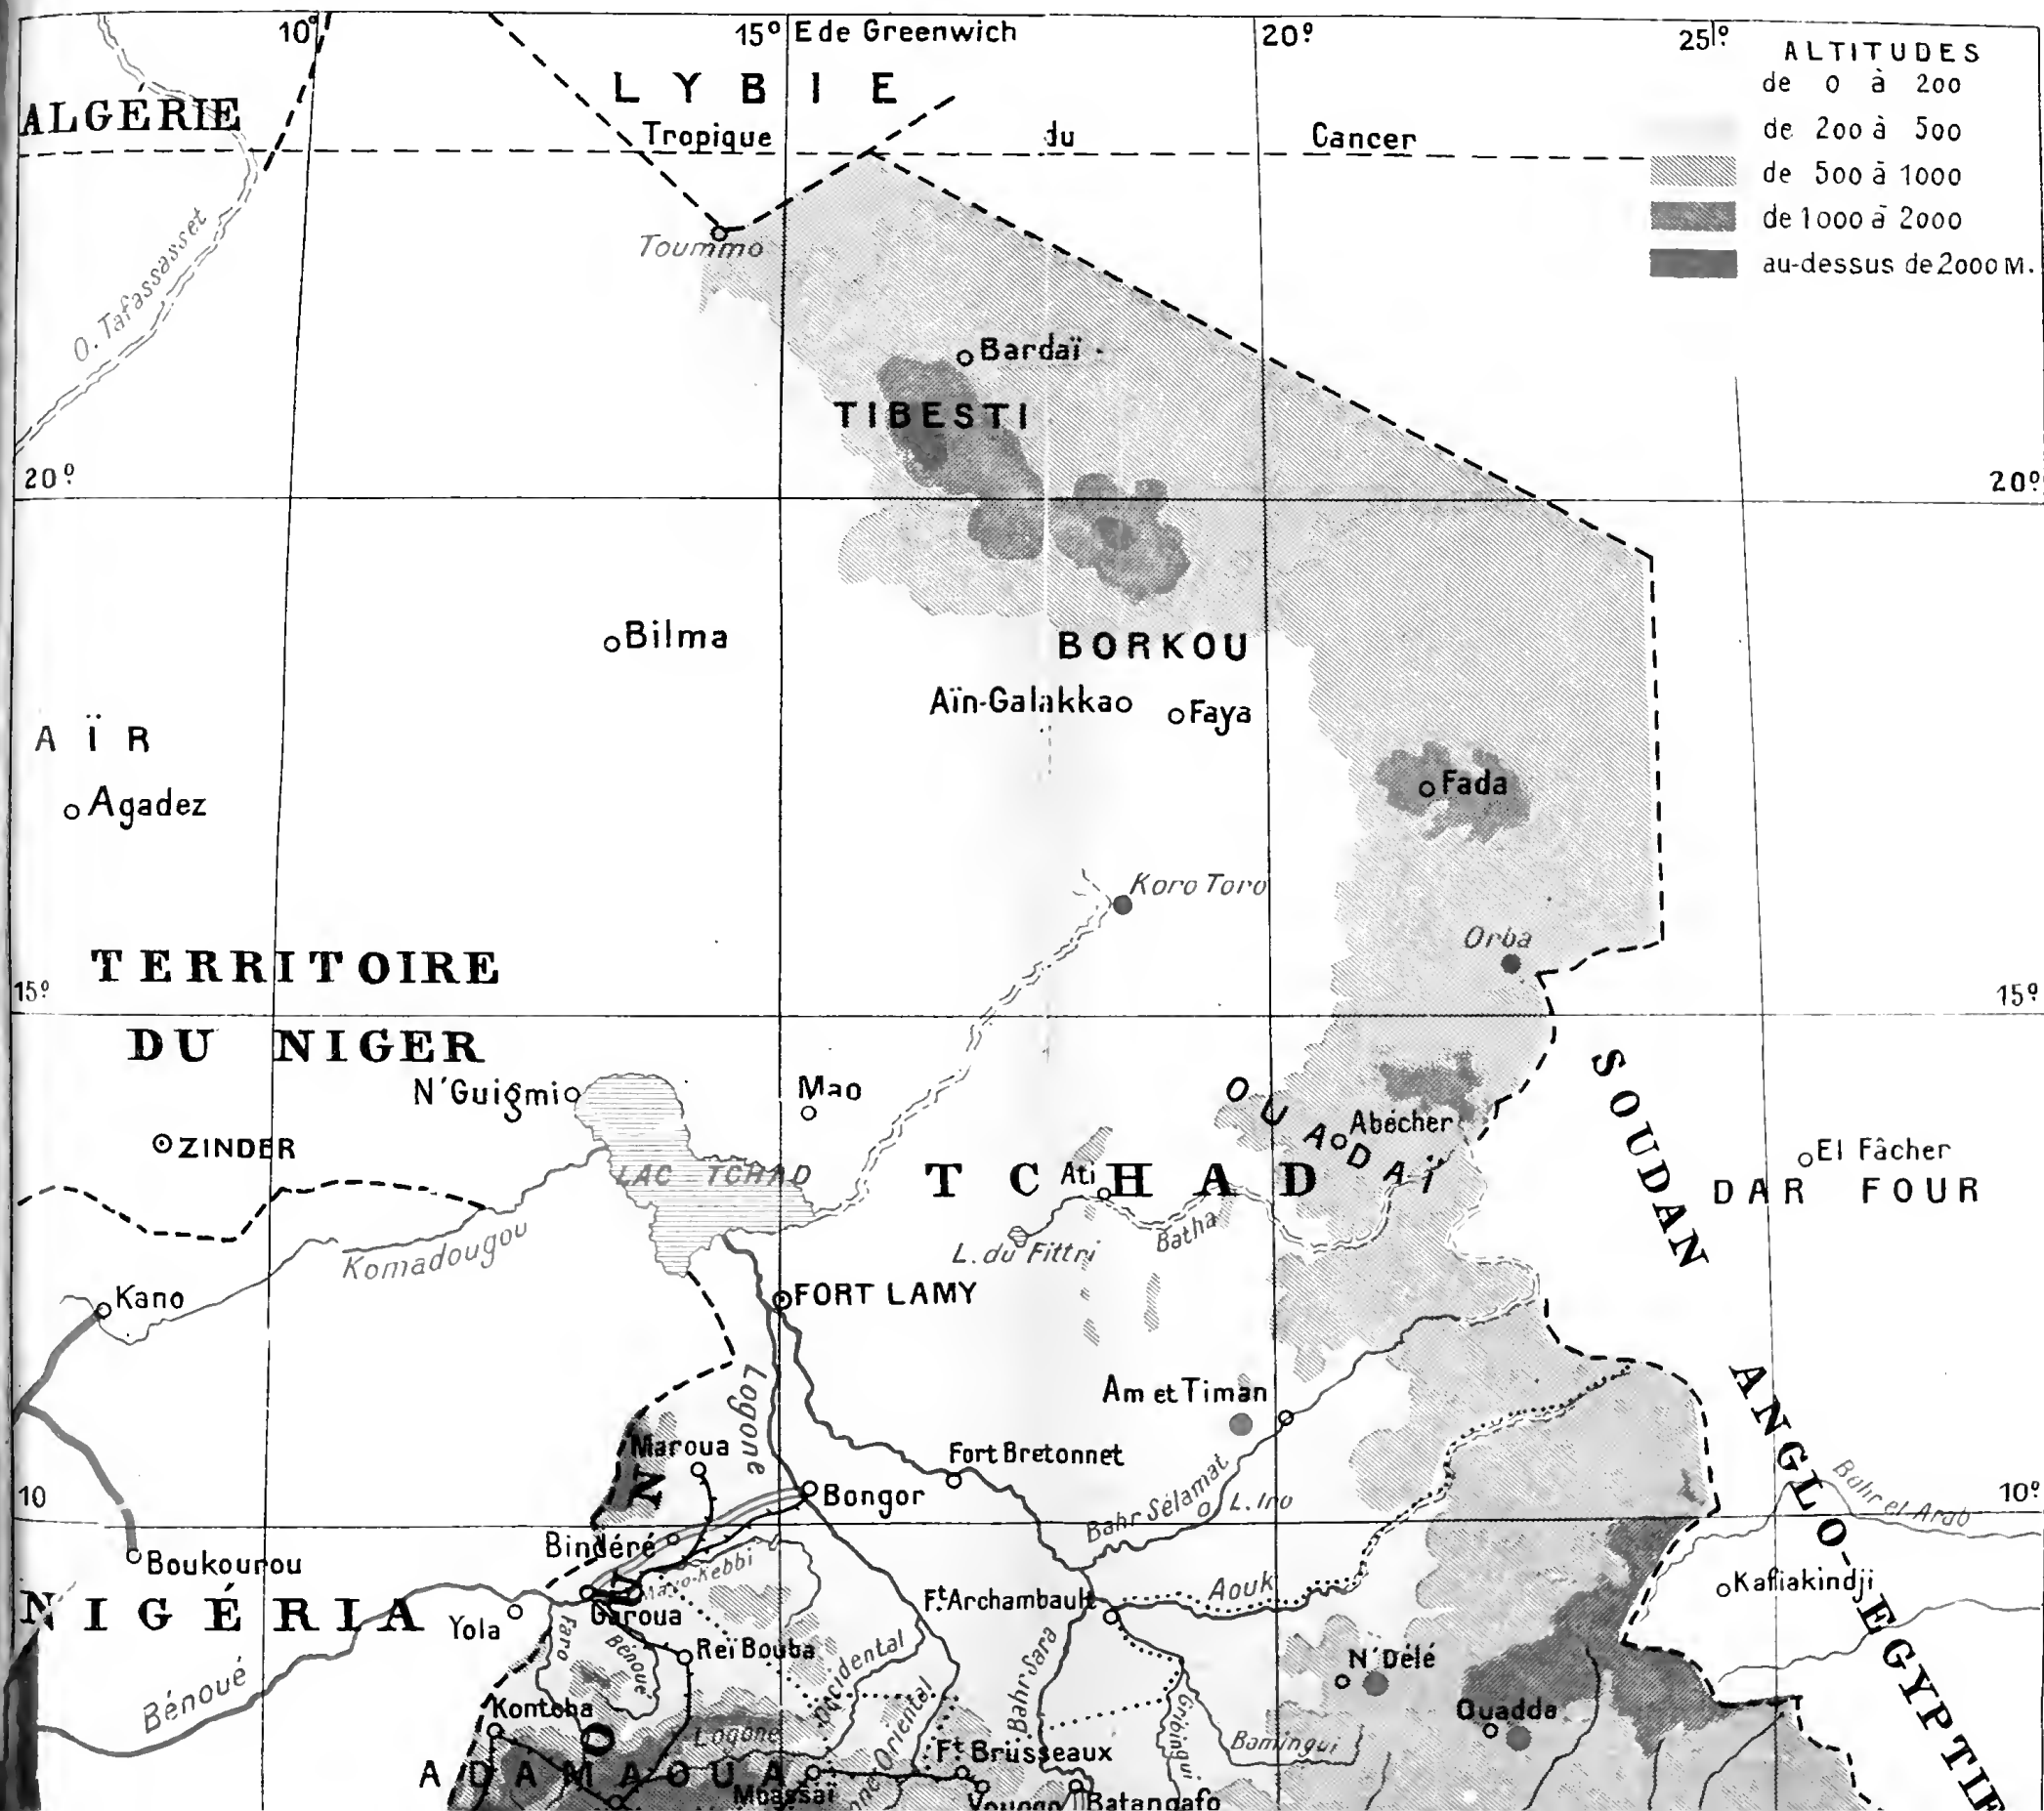 10°
15° E de Greenwich
20°
25°
ALTITUDES
de 0 à 200
de 200 à 500
de 500 à 1000
de 1000 à 2000
au-dessus de 2000 M.
LYBIE
ALGERIE
Tropique du Cancer
O. Tafassasset
Toummo
Bardaï
TIBESTI
20°
20°
Bilma
BORKOU
Aïn-Galakka
Faya
AÏR
Agadez
Fada
Koro Toro
Orba
TERRITOIRE
DU NIGER
15°
15°
N'Guigmi
Mao
ZINDER
LAC TCHAD
TCHAD
Ati
OUADAÏ
Abécher
SOUDAN
El Fâcher
DAR FOUR
Batha
L. du Fittri
Komadougou
Kano
FORT LAMY
Logone
Am et Timan
ANGLO-EGYPTIE
Maroua
Fort Bretonnet
Bahr Sélamat
L. Iro
Bahr el Arab
10
10°
Bongor
N
Bindéré
Boukourou
Mayo-Kebbi
NIGÉRIA
Yola
Garoua
Ft Archambault
Aouk
Kafiakindji
Faro
Bénoué
Reï Bouba
Occidental
Bahr Sara
N'Délé
Bénoué
Kontcha
O
Logone
Oriental
Gribingui
Bamingui
Ouadda
ADAMAOUA
Ft Brüsseaux
Batangafo